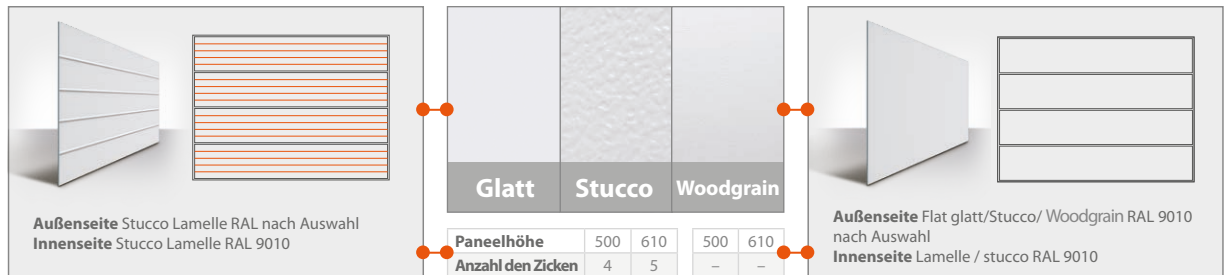 Außenseite Stucco Lamelle RAL nach Auswahl
Innenseite Stucco Lamelle RAL 9010
Glatt Stucco Woodgrain
Paneelhöhe 500 610 500 610
Anzahl den Zicken 4 5 – –
Außenseite Flat glatt/Stucco/ Woodgrain RAL 9010
nach Auswahl
Innenseite Lamelle / stucco RAL 9010